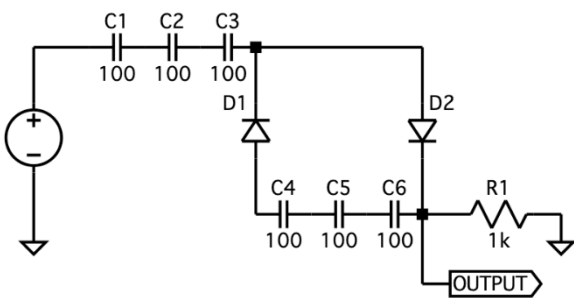 C1 C2 C3
100 100 100
D1 D2
+
−
C4 C5 C6 R1
100 100 100 1k
OUTPUT